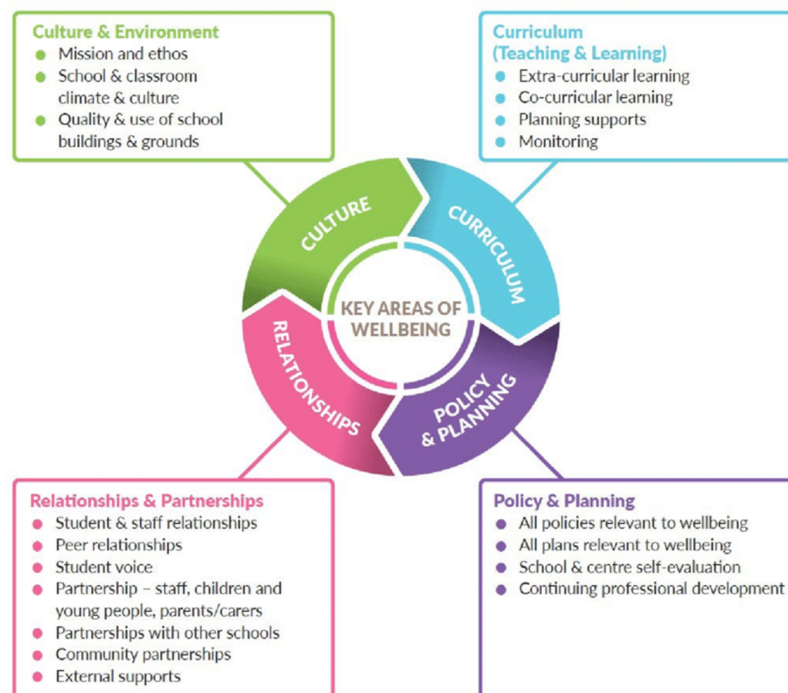 Culture & Environment
Mission and ethos
School & classroom
climate & culture
Quality & use of school
buildings & grounds
Curriculum
(Teaching & Learning)
Extra-curricular learning
Co-curricular learning
Planning supports
Monitoring
CULTURE
CURRICULUM
KEY AREAS OF
WELLBEING
RELATIONSHIPS
POLICY
& PLANNING
Relationships & Partnerships
Student & staff relationships
Peer relationships
Student voice
Partnership – staff, children and
young people, parents/carers
Partnerships with other schools
Community partnerships
External supports
Policy & Planning
All policies relevant to wellbeing
All plans relevant to wellbeing
School & centre self-evaluation
Continuing professional development